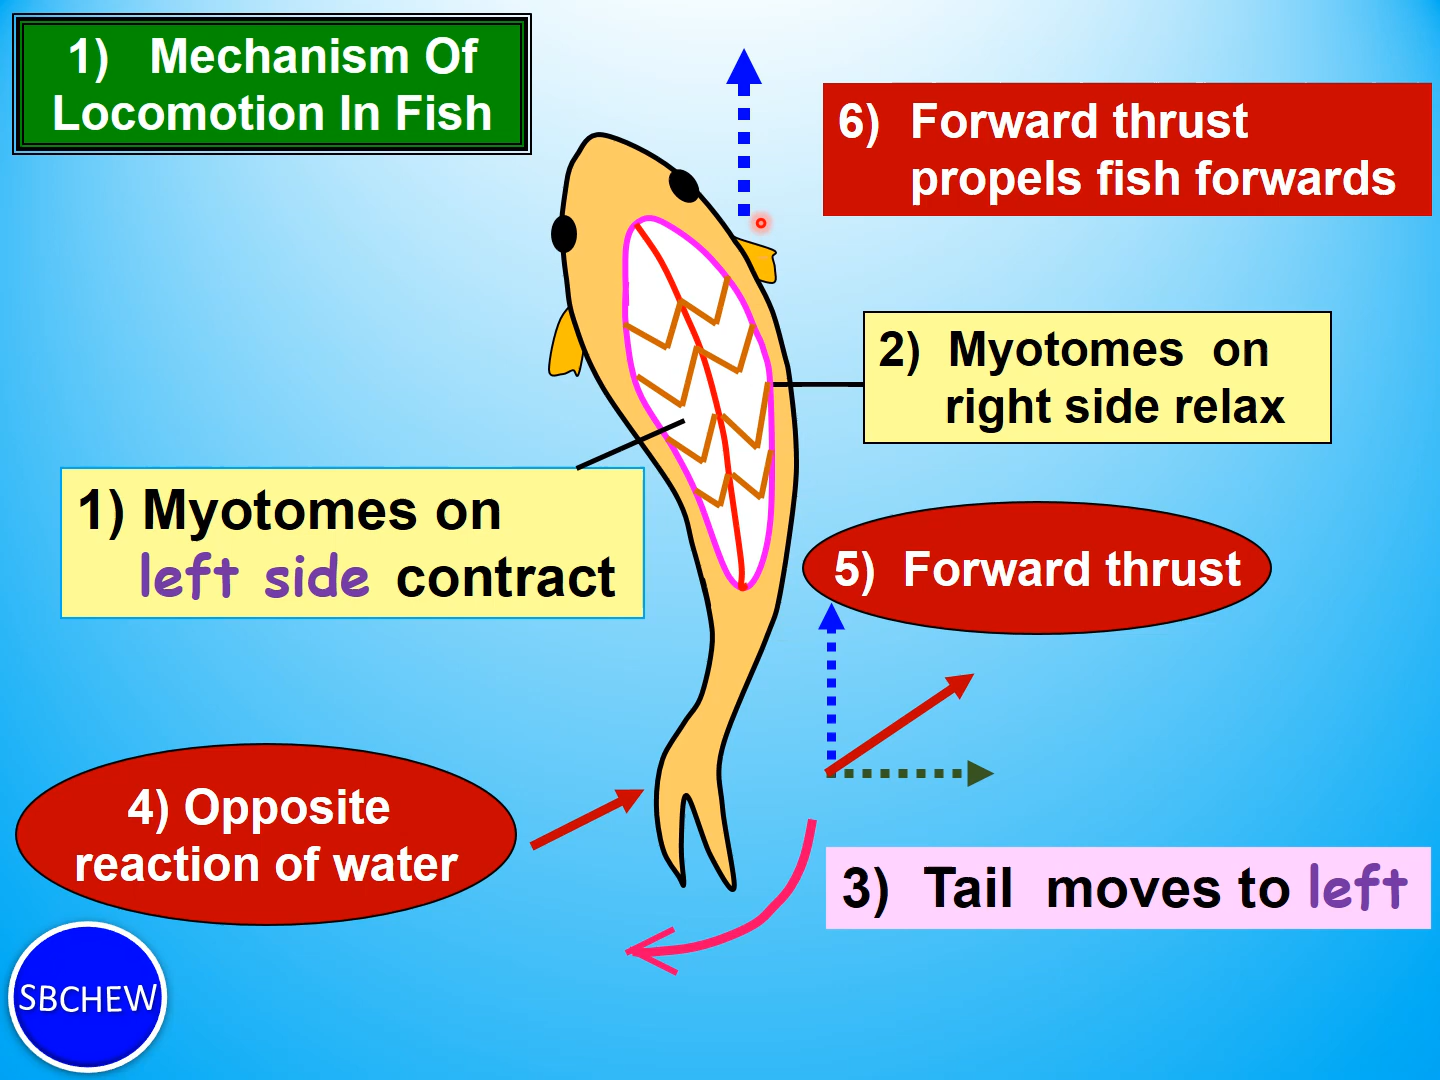 1) Mechanism Of
Locomotion In Fish
6) Forward thrust
propels fish forwards
2) Myotomes on
right side relax
1) Myotomes on
left side contract
5) Forward thrust
4) Opposite
reaction of water
3) Tail moves to left
SBCHEW